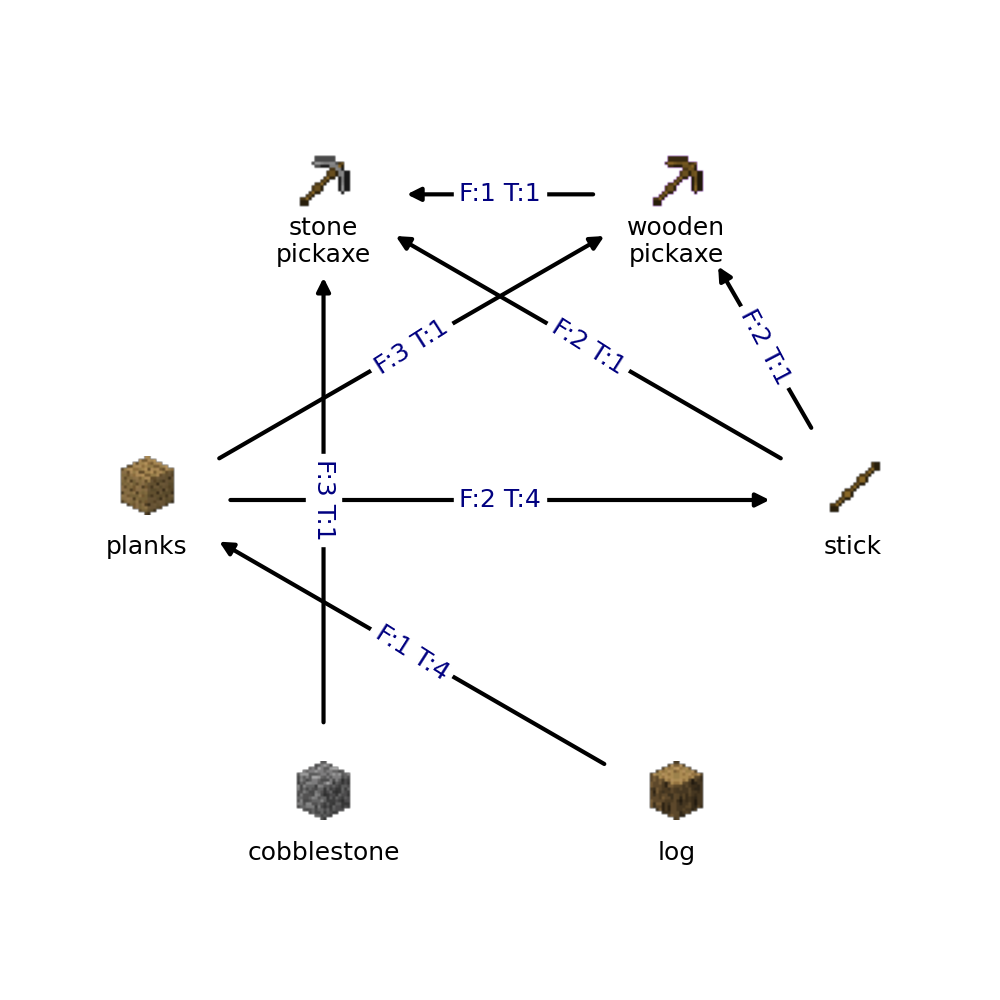 F:1 T:1
stone
pickaxe
wooden
pickaxe
F:3 T:1
F:2 T:1
F:2 T:1
F:3 T:1
F:2 T:4
planks
stick
F:1 T:4
cobblestone
log